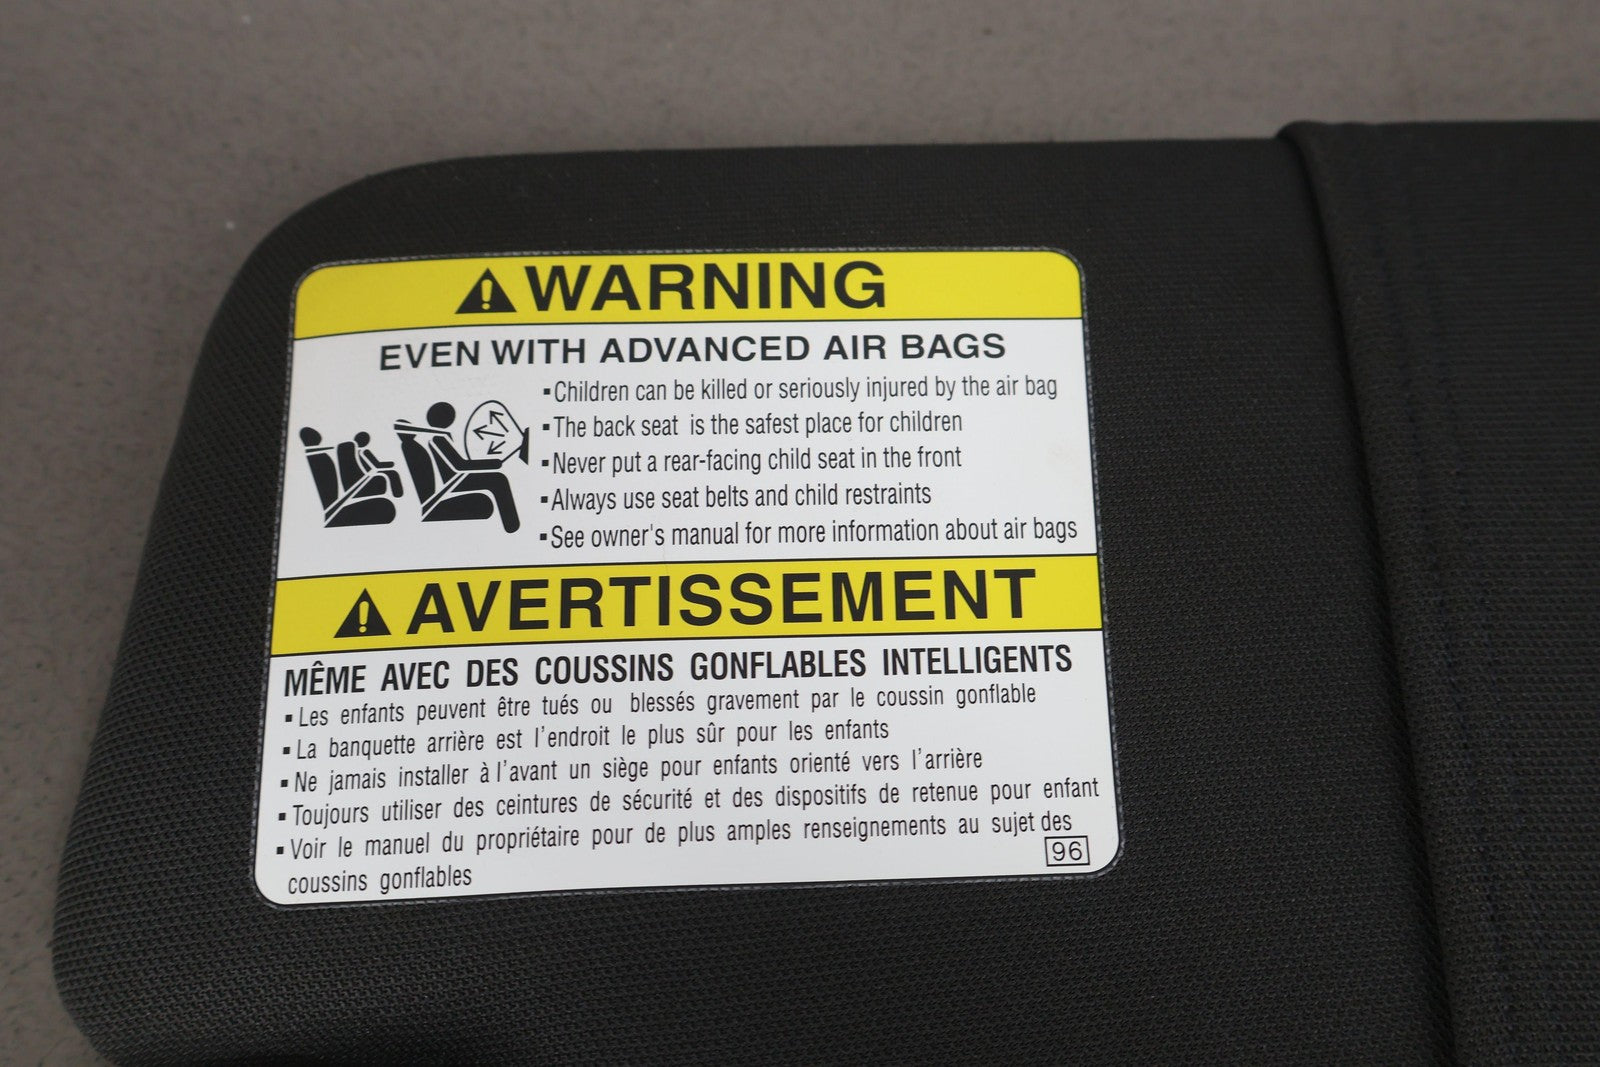 WARNING
EVEN WITH ADVANCED AIR BAGS
▪Children can be killed or seriously injured by the air bag
▪The back seat is the safest place for children
▪Never put a rear-facing child seat in the front
▪Always use seat belts and child restraints
▪See owner's manual for more information about air bags
AVERTISSEMENT
MÊME AVEC DES COUSSINS GONFLABLES INTELLIGENTS
▪Les enfants peuvent être tués ou blessés gravement par le coussin gonflable
▪La banquette arrière est l'endroit le plus sûr pour les enfants
▪Ne jamais installer à l'avant un siège pour enfants orienté vers l'arrière
▪Toujours utiliser des ceintures de sécurité et des dispositifs de retenue pour enfant
▪Voir le manuel du propriétaire pour de plus amples renseignements au sujet des
coussins gonflables
96